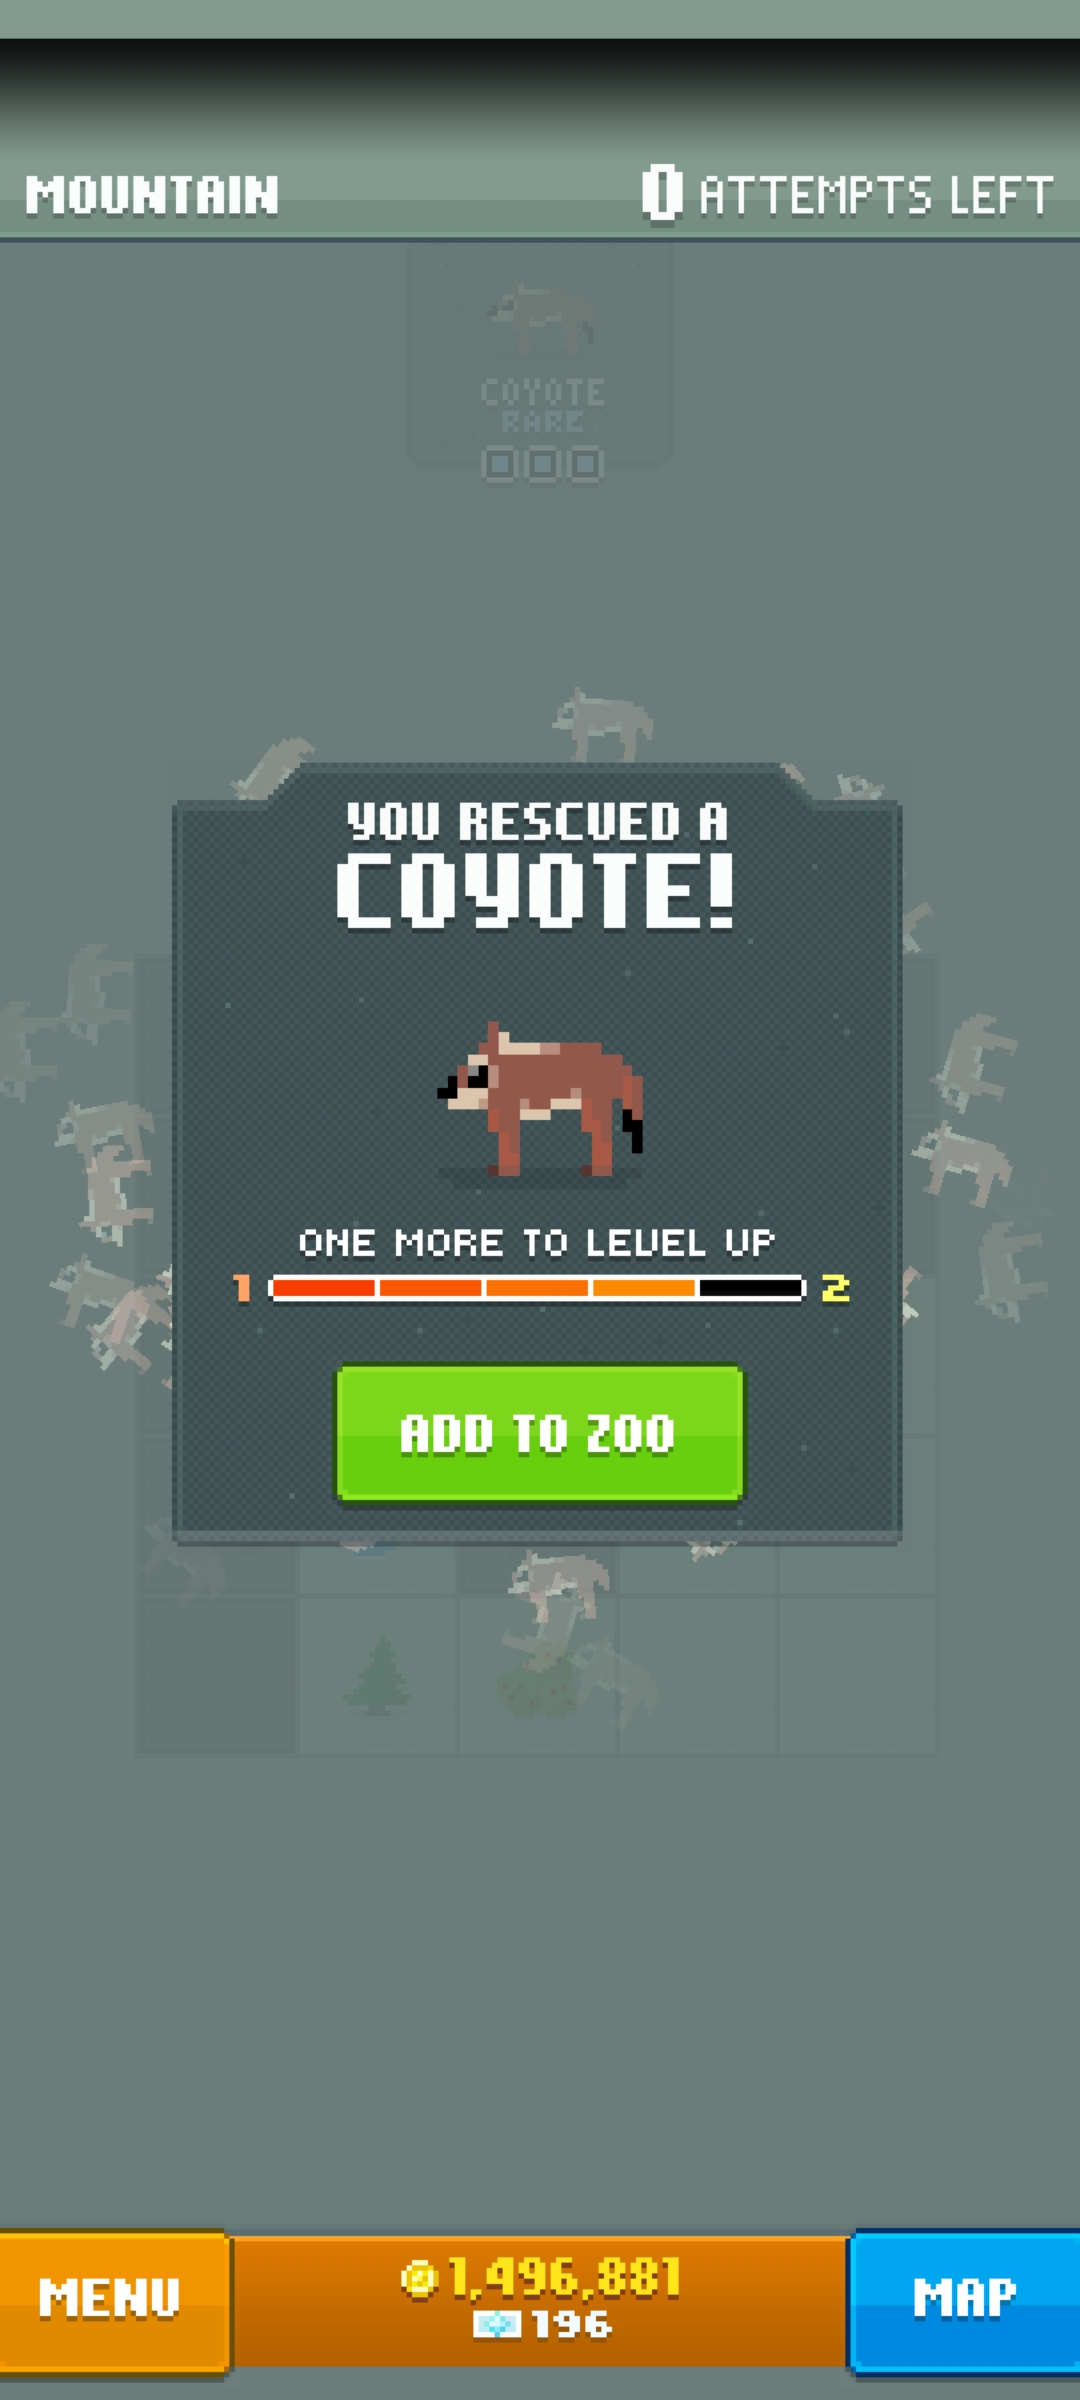 MOUNTAIN
0 ATTEMPTS LEFT
COYOTE
RARE
YOU RESCUED A
COYOTE!
ONE MORE TO LEVEL UP
1 2
ADD TO ZOO
MENU
1,496,881
196
MAP